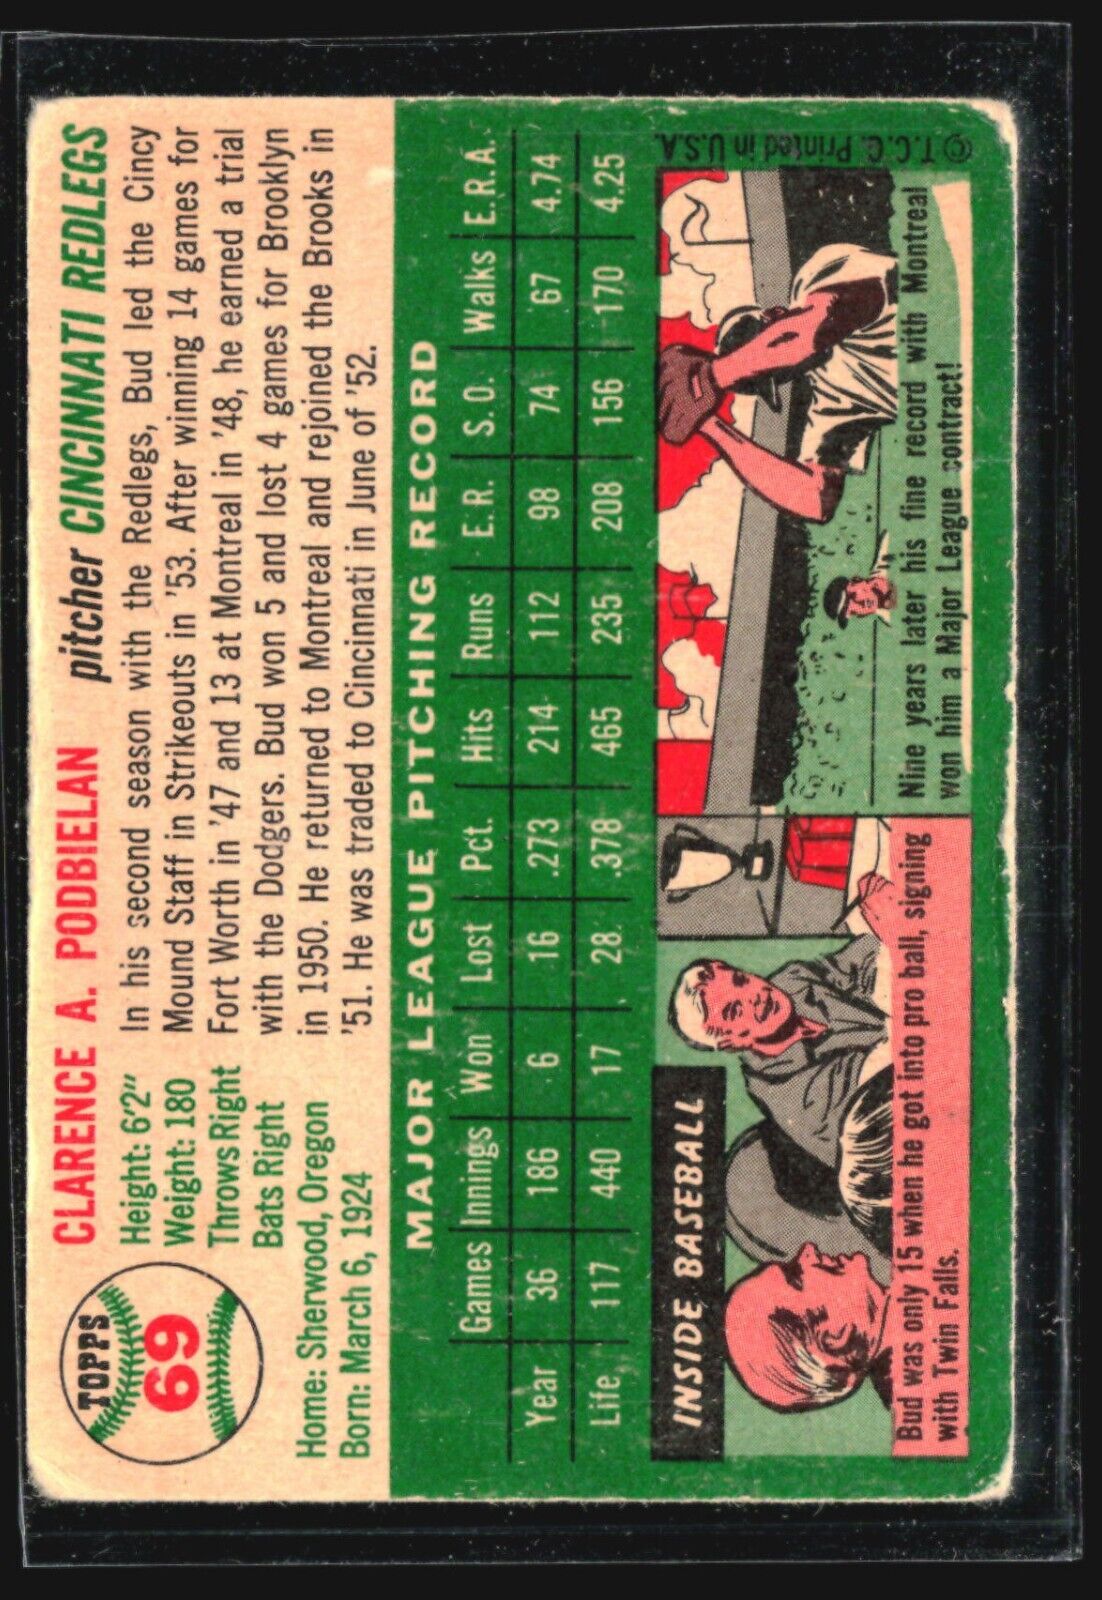 TOPPS
69
CLARENCE A. PODBIELAN pitcher CINCINNATI REDLEGS
Height: 6'2"
Weight: 180
Throws Right
Bats Right
Home: Sherwood, Oregon
Born: March 6, 1924
In his second season with the Redlegs, Bud led the Cincy
Mound Staff in Strikeouts in '53. After winning 14 games for
Fort Worth in '47 and 13 at Montreal in '48, he earned a trial
with the Dodgers. Bud won 5 and lost 4 games for Brooklyn
in 1950. He returned to Montreal and rejoined the Brooks in
'51. He was traded to Cincinnati in June of '52.
MAJOR LEAGUE PITCHING RECORD
Games Innings Won Lost Pct. Hits Runs E.R. S.O. Walks E.R.A.
Year 36 186 6 16 .273 214 112 98 74 67 4.74
Life 117 440 17 28 .378 465 235 208 156 170 4.25
INSIDE BASEBALL
Bud was only 15 when he got into pro ball, signing
with Twin Falls.
Nine years later his fine record with Montreal
won him a Major League contract!
© T.C.G. Printed in U.S.A.